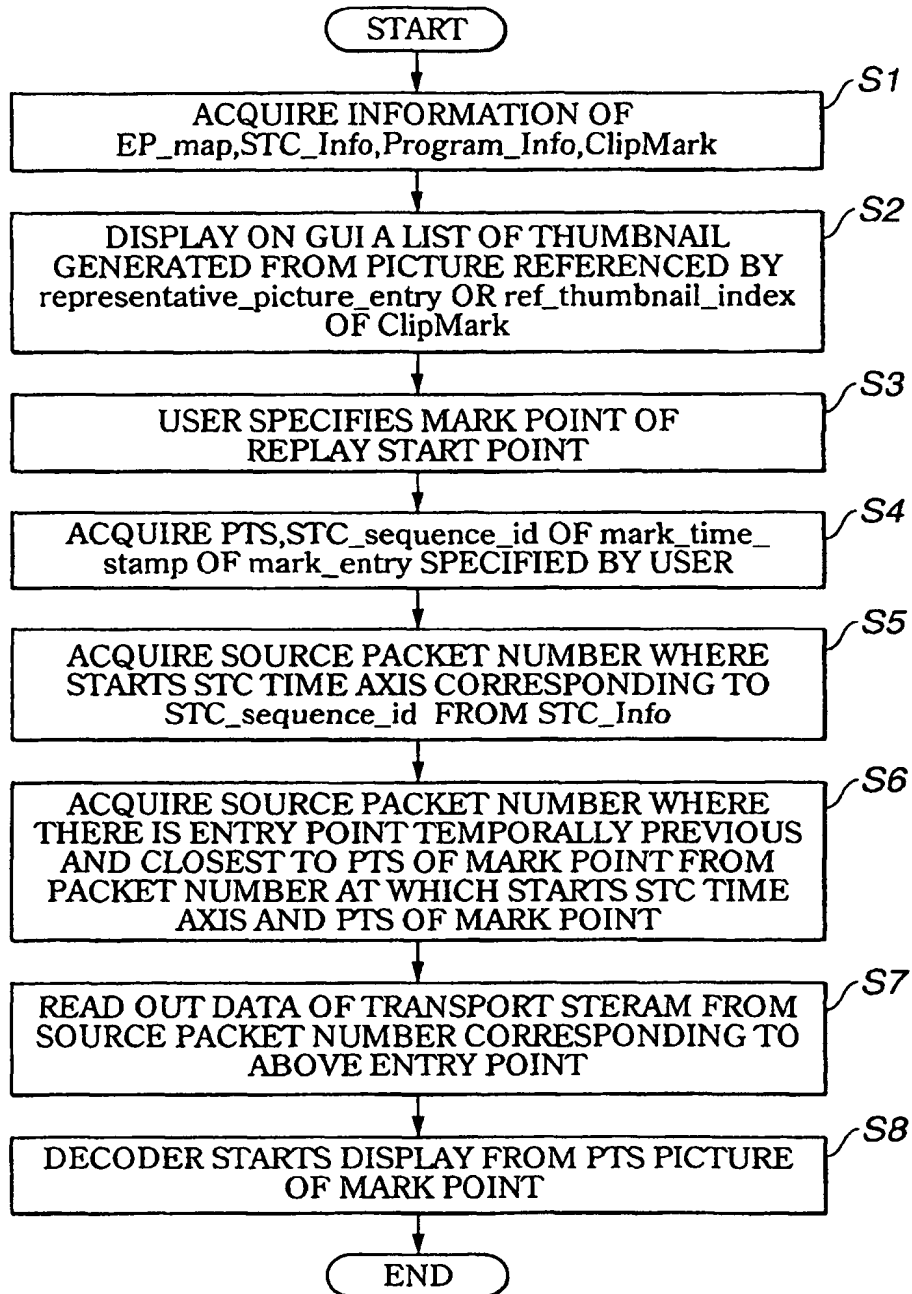 START
S1
ACQUIRE INFORMATION OF
EP_map,STC_Info,Program_Info,ClipMark
S2
DISPLAY ON GUI A LIST OF THUMBNAIL
GENERATED FROM PICTURE REFERENCED BY
representative_picture_entry OR ref_thumbnail_index
OF ClipMark
S3
USER SPECIFIES MARK POINT OF
REPLAY START POINT
S4
ACQUIRE PTS,STC_sequence_id OF mark_time_
stamp OF mark_entry SPECIFIED BY USER
S5
ACQUIRE SOURCE PACKET NUMBER WHERE
STARTS STC TIME AXIS CORRESPONDING TO
STC_sequence_id FROM STC_Info
S6
ACQUIRE SOURCE PACKET NUMBER WHERE
THERE IS ENTRY POINT TEMPORALLY PREVIOUS
AND CLOSEST TO PTS OF MARK POINT FROM
PACKET NUMBER AT WHICH STARTS STC TIME
AXIS AND PTS OF MARK POINT
S7
READ OUT DATA OF TRANSPORT STERAM FROM
SOURCE PACKET NUMBER CORRESPONDING TO
ABOVE ENTRY POINT
S8
DECODER STARTS DISPLAY FROM PTS PICTURE
OF MARK POINT
END